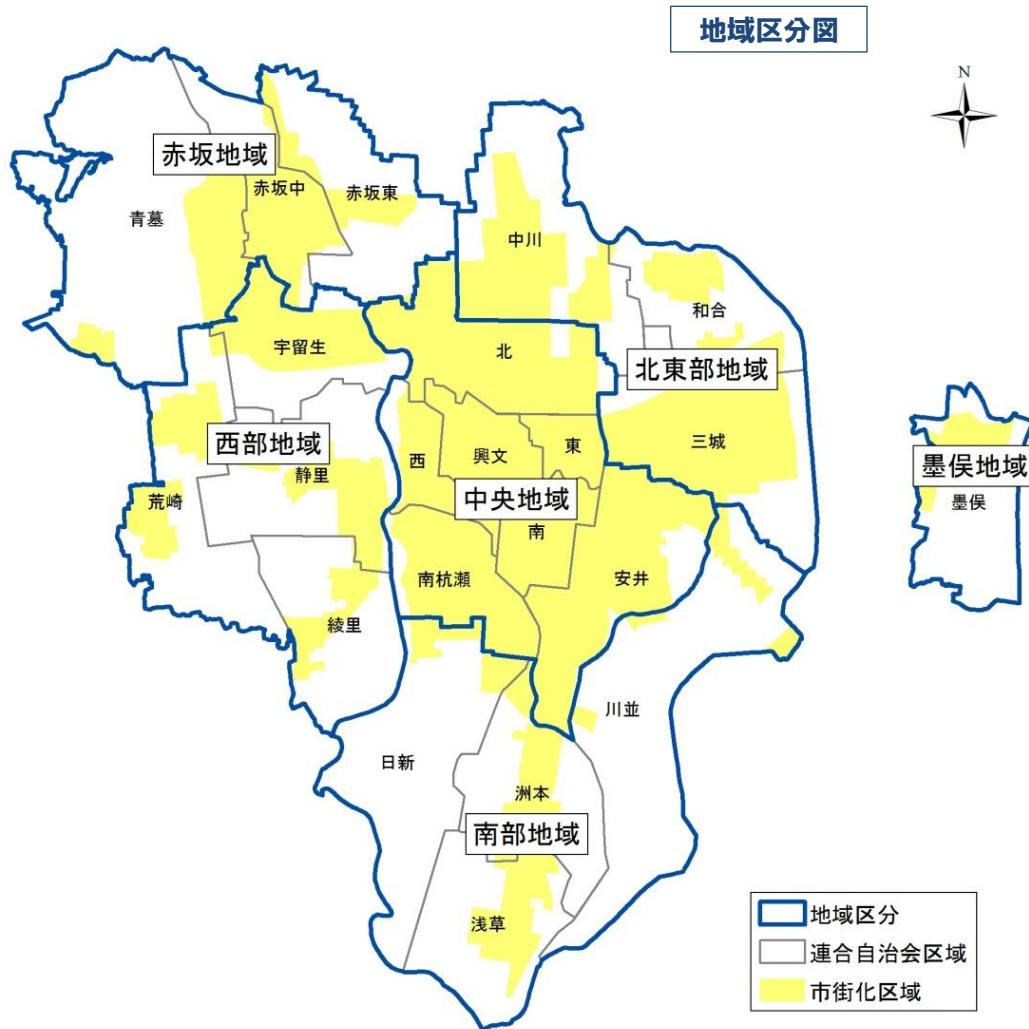 地域区分図
N
赤坂地域
赤坂中
赤坂東
青墓
中川
和合
宇留生
北
北東部地域
三城
西部地域
静里
西
興文
東
中央地域
南
墨俣地域
墨俣
荒崎
南杭瀬
安井
綾里
川並
日新
洲本
南部地域
浅草
地域区分
連合自治会区域
市街化区域